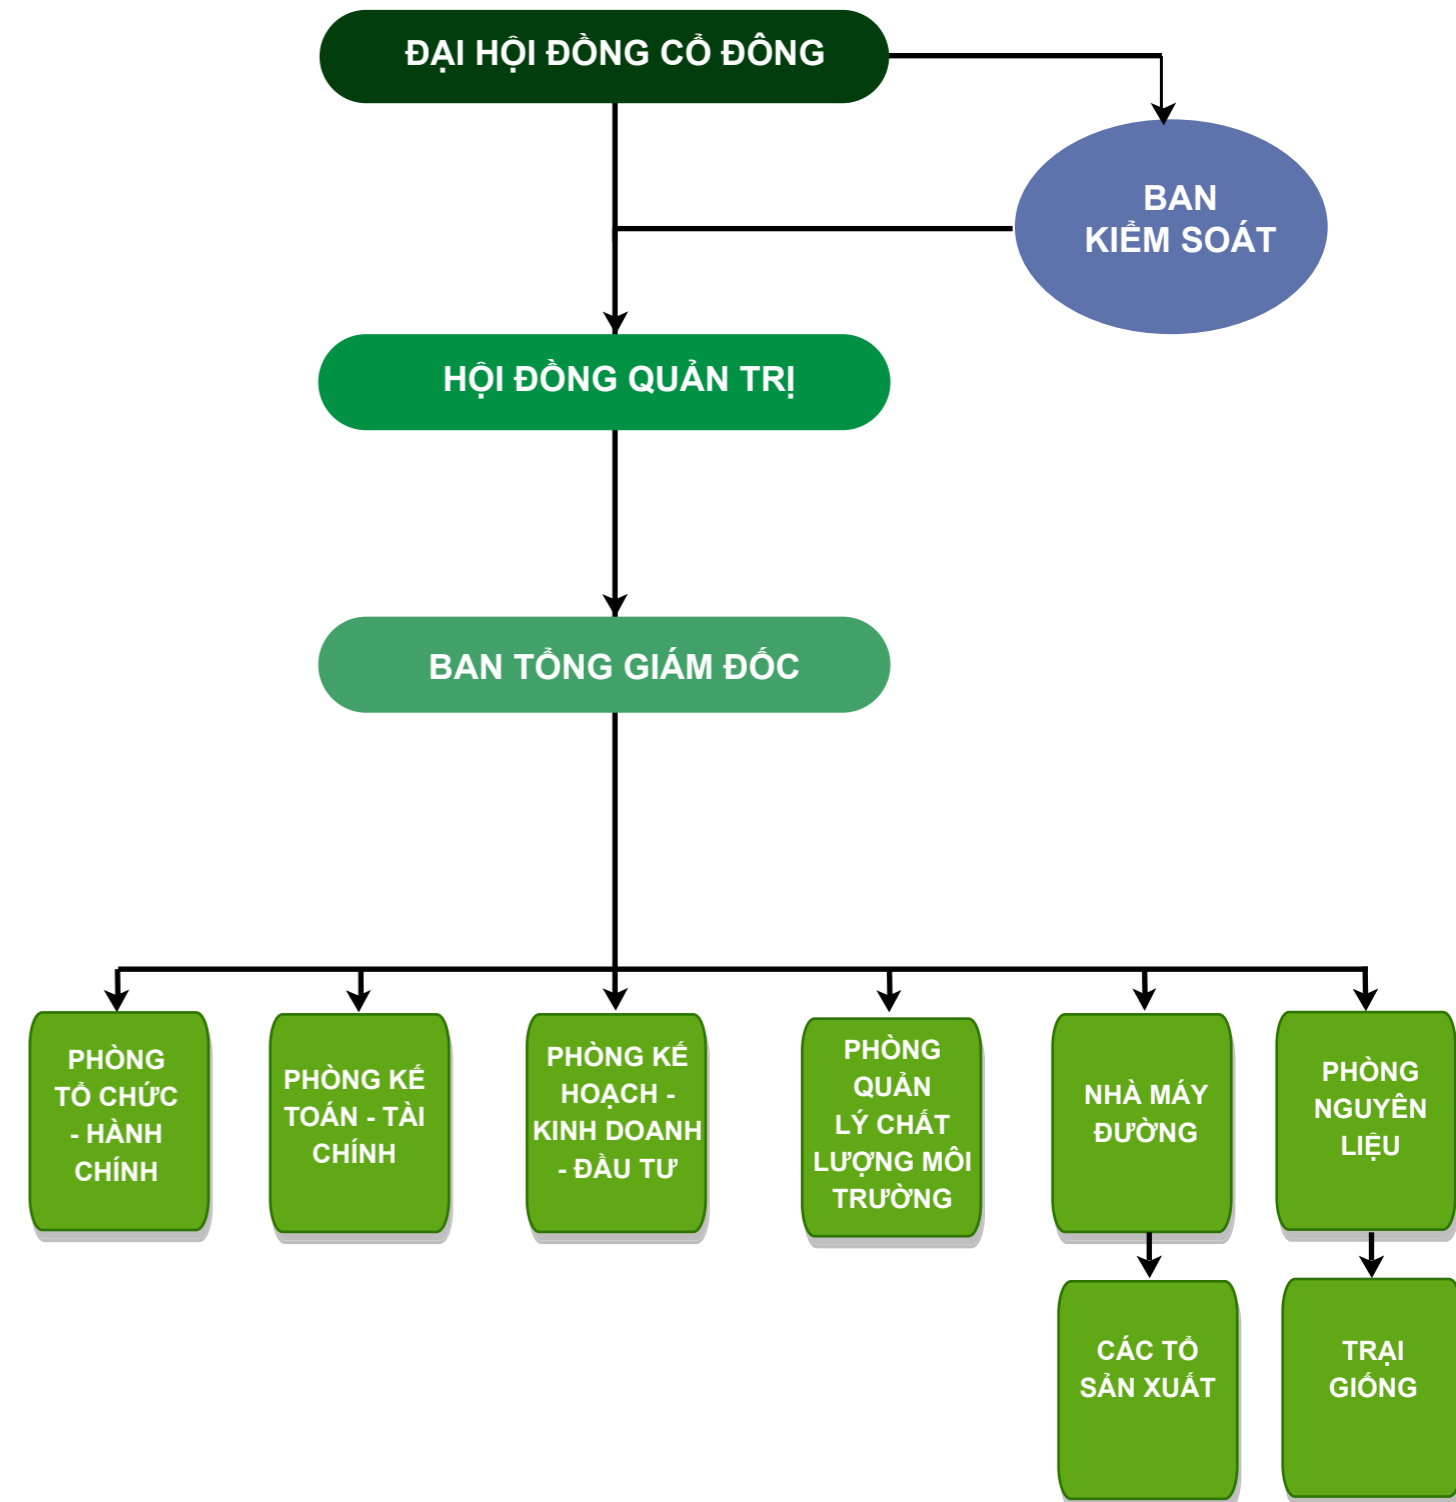 ĐẠI HỘI ĐỒNG CỔ ĐÔNG
BAN
KIỂM SOÁT
HỘI ĐỒNG QUẢN TRỊ
BAN TỔNG GIÁM ĐỐC
PHÒNG
TỔ CHỨC
- HÀNH
CHÍNH
PHÒNG KẾ
TOÁN - TÀI
CHÍNH
PHÒNG KẾ
HOẠCH -
KINH DOANH
- ĐẦU TƯ
PHÒNG
QUẢN
LÝ CHẤT
LƯỢNG MÔI
TRƯỜNG
NHÀ MÁY
ĐƯỜNG
PHÒNG
NGUYÊN
LIỆU
CÁC TỔ
SẢN XUẤT
TRẠI
GIỐNG